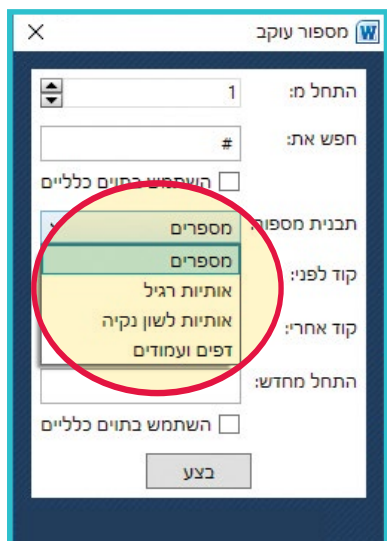 מספור עוקב
התחל מ: 1
חפש את: #
השתמש בתוים כלליים
תבנית מספור: מספרים
מספרים
אותיות רגיל
קוד לפני:
אותיות לשון נקיה
קוד אחרי:
דפים ועמודים
התחל מחדש:
השתמש בתוים כלליים
בצע